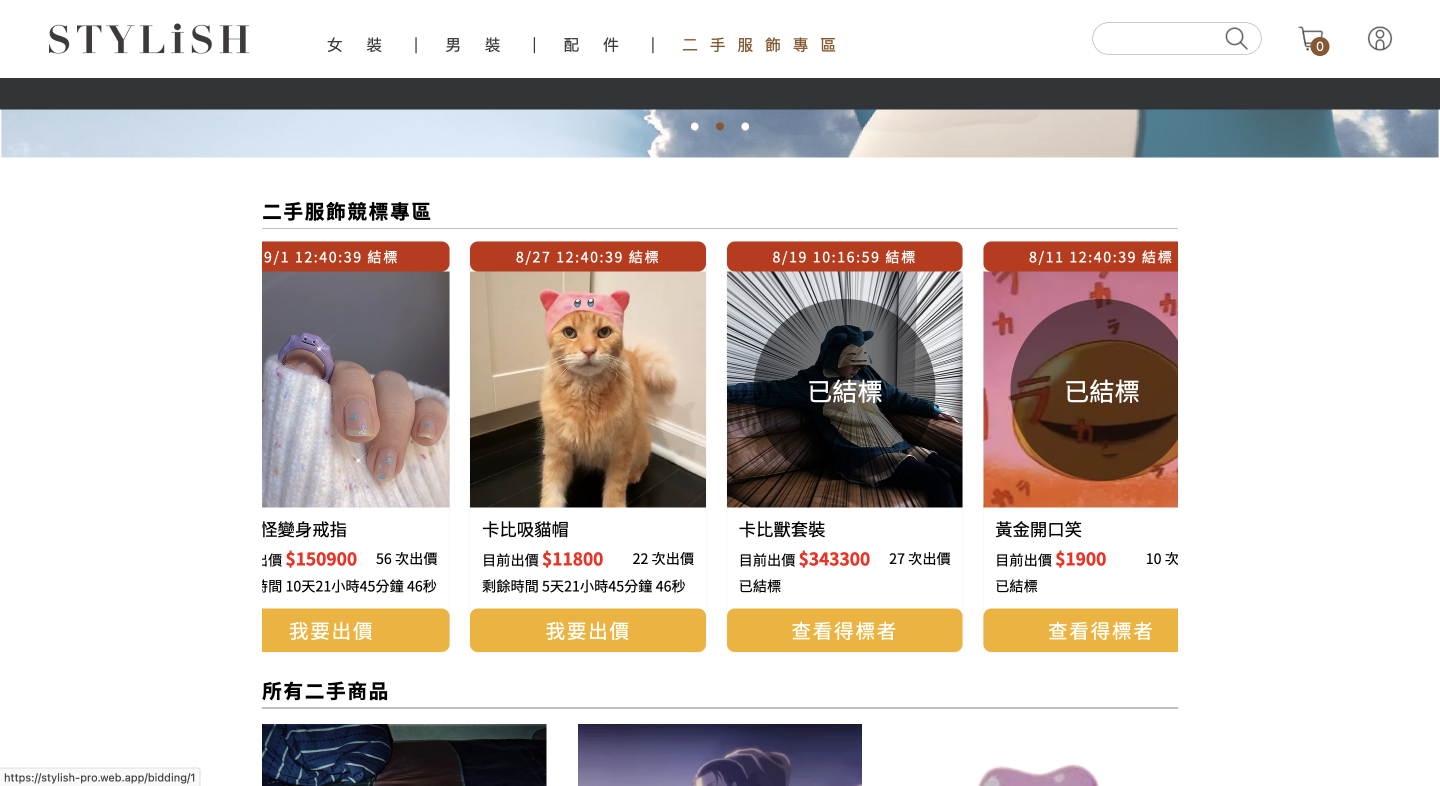 STYLiSH
女裝 | 男裝 | 配件 | 二手服飾專區
0
二手服飾競標專區
9/1 12:40:39 結標
8/27 12:40:39 結標
8/19 10:16:59 結標
8/11 12:40:39 結標
已結標
已結標
怪變身戒指
出價 $150900 56 次出價
時間 10天21小時45分鐘 46秒
我要出價
卡比吸貓帽
目前出價 $11800 22 次出價
剩餘時間 5天21小時45分鐘 46秒
我要出價
卡比獸套裝
目前出價 $343300 27 次出價
已結標
查看得標者
黃金開口笑
目前出價 $1900 10 次
已結標
查看得標者
所有二手商品
https://stylish-pro.web.app/bidding/1